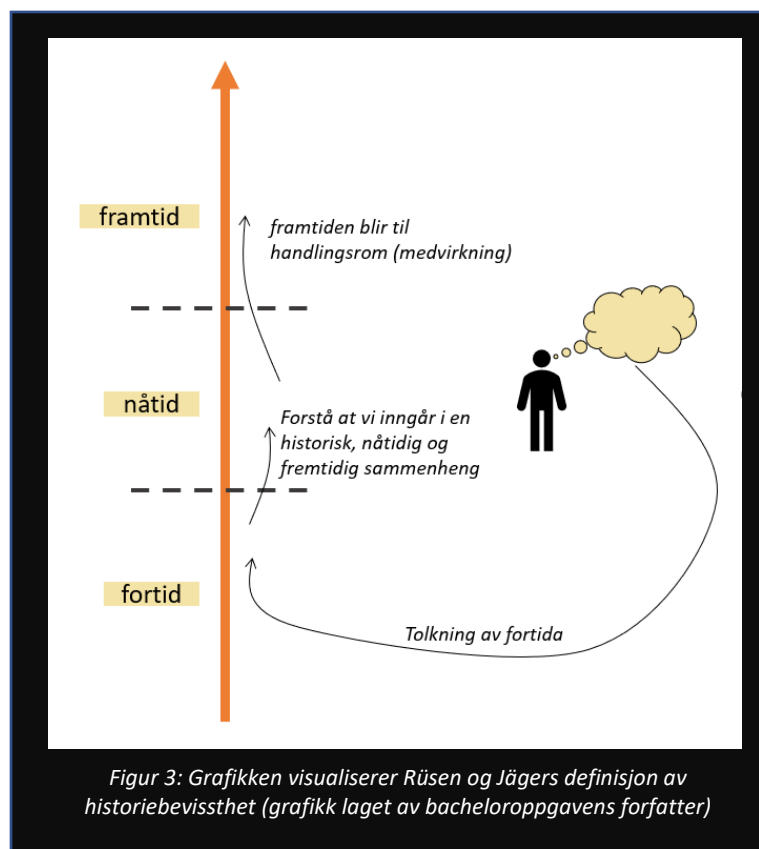 framtid
framtiden blir til
handlingsrom (medvirkning)
nåtid
Forstå at vi inngår i en
historisk, nåtidig og
fremtidig sammenheng
fortid
Tolkning av fortida
Figur 3: Grafikken visualiserer Rüsen og Jägers definisjon av
historiebevissthet (grafikk laget av bacheloroppgavens forfatter)